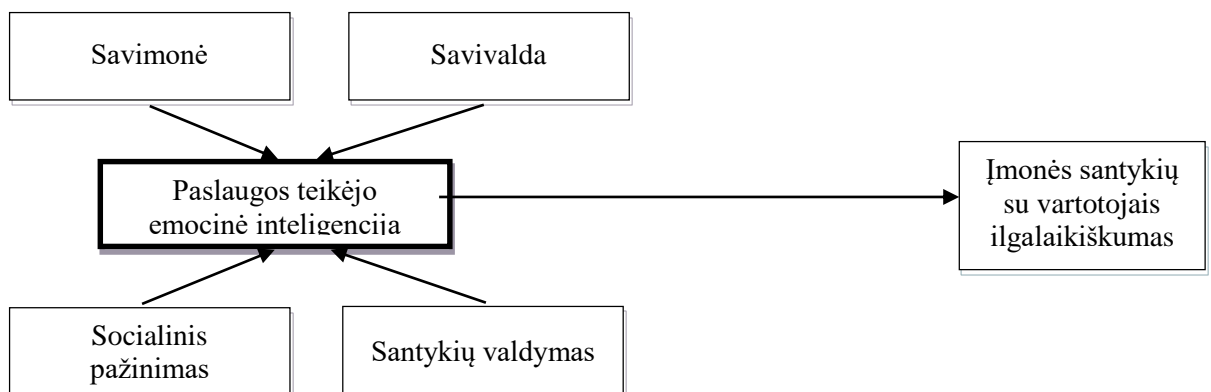 Savimonė
Savivalda
Paslaugos teikėjo
emocinė inteligencija
Įmonės santykių
su vartotojais
ilgalaikiškumas
Socialinis
pažinimas
Santykių valdymas